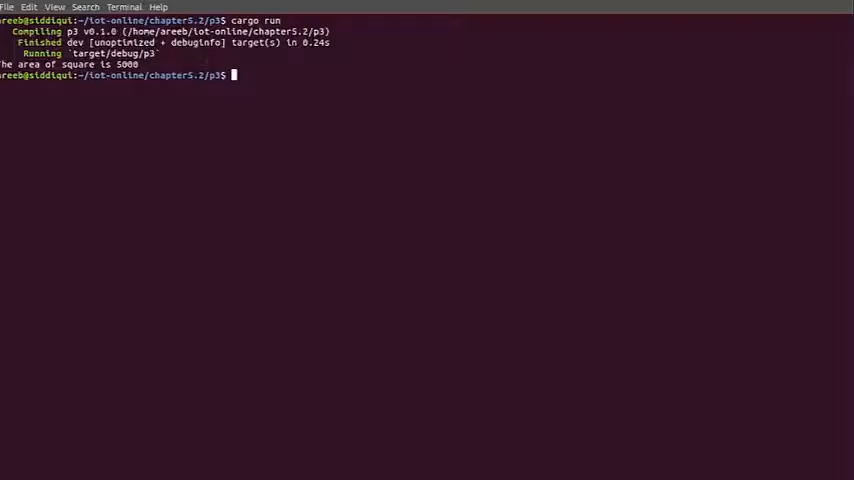 File Edit View Search Terminal Help
areeb@siddiqui:~/iot-online/chapter5.2/p3$ cargo run
Compiling p3 v0.1.0 (/home/areeb/iot-online/chapter5.2/p3)
Finished dev [unoptimized + debuginfo] target(s) in 0.24s
Running `target/debug/p3`
The area of square is 5000
areeb@siddiqui:~/iot-online/chapter5.2/p3$